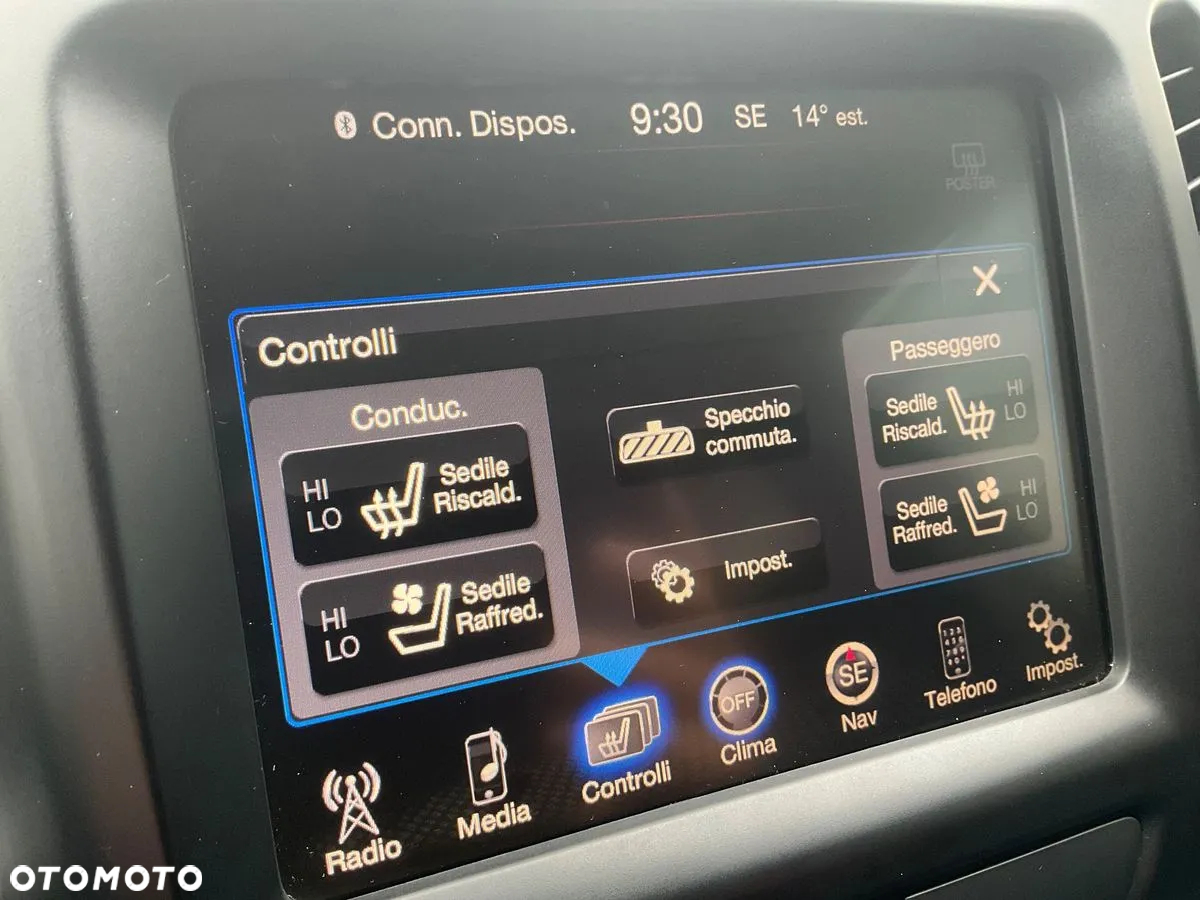 Conn. Dispos. 9:30 SE 14° est.
POSTER.
Controlli
Conduc.
HI
LO
Sedile
Riscald.
HI
LO
Sedile
Raffred.
Specchio
commuta.
Impost.
Passeggero
Sedile
Riscald.
HI
LO
Sedile
Raffred.
HI
LO
Radio
Media
Controlli
OFF
Clima
SE
Nav
Telefono
Impost.
OTOMOTO